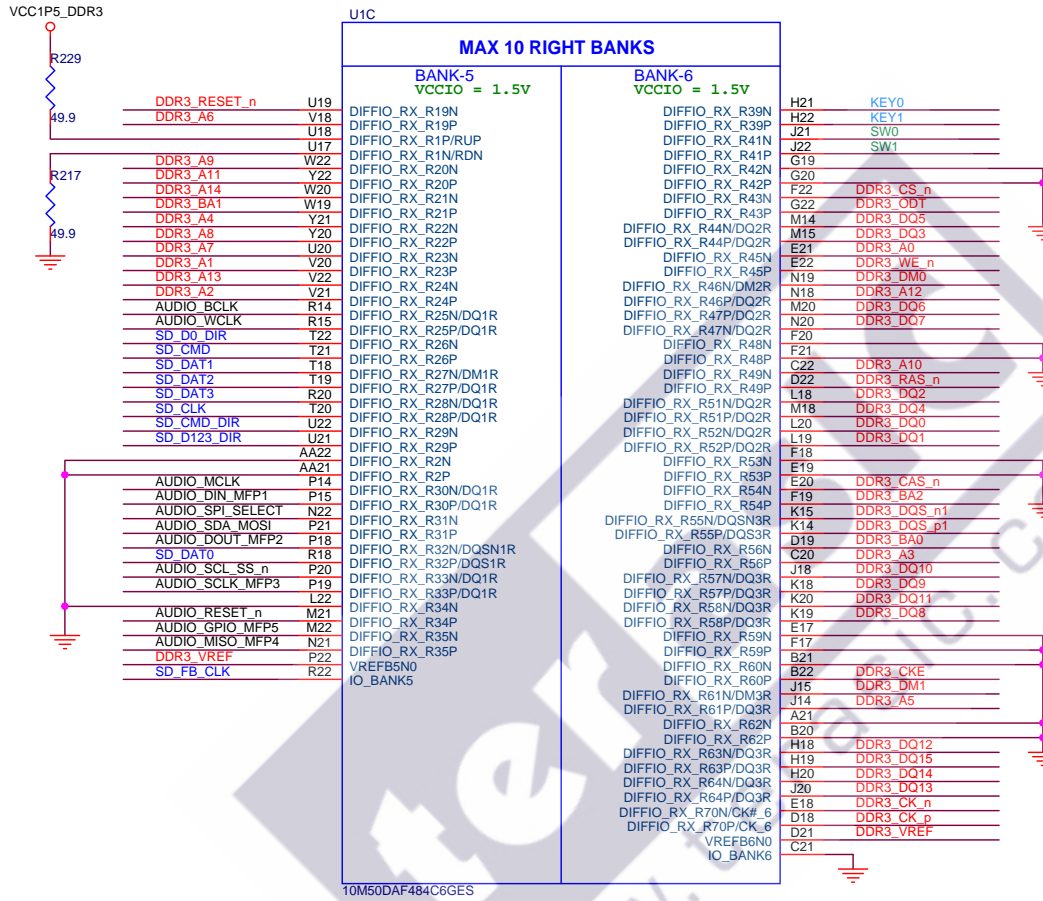 VCC1P5_DDR3
R229
49.9
R217
49.9
U1C
MAX 10 RIGHT BANKS
BANK-5
VCCIO = 1.5V
DDR3_RESET_n U19 DIFFIO_RX_R19N
DDR3_A6 V18 DIFFIO_RX_R19P
U18 DIFFIO_RX_R1P/RUP
U17 DIFFIO_RX_R1N/RDN
DDR3_A9 W22 DIFFIO_RX_R20N
DDR3_A11 Y22 DIFFIO_RX_R20P
DDR3_A14 W20 DIFFIO_RX_R21N
DDR3_BA1 W19 DIFFIO_RX_R21P
DDR3_A4 Y21 DIFFIO_RX_R22N
DDR3_A8 Y20 DIFFIO_RX_R22P
DDR3_A7 U20 DIFFIO_RX_R23N
DDR3_A1 V20 DIFFIO_RX_R23P
DDR3_A13 V22 DIFFIO_RX_R24N
DDR3_A2 V21 DIFFIO_RX_R24P
AUDIO_BCLK R14 DIFFIO_RX_R25N/DQ1R
AUDIO_WCLK R15 DIFFIO_RX_R25P/DQ1R
SD_D0_DIR T22 DIFFIO_RX_R26N
SD_CMD T21 DIFFIO_RX_R26P
SD_DAT1 T18 DIFFIO_RX_R27N/DM1R
SD_DAT2 T19 DIFFIO_RX_R27P/DQ1R
SD_DAT3 R20 DIFFIO_RX_R28N/DQ1R
SD_CLK T20 DIFFIO_RX_R28P/DQ1R
SD_CMD_DIR U22 DIFFIO_RX_R29N
SD_D123_DIR U21 DIFFIO_RX_R29P
AA22 DIFFIO_RX_R2N
AA21 DIFFIO_RX_R2P
AUDIO_MCLK P14 DIFFIO_RX_R30N/DQ1R
AUDIO_DIN_MFP1 P15 DIFFIO_RX_R30P/DQ1R
AUDIO_SPI_SELECT N22 DIFFIO_RX_R31N
AUDIO_SDA_MOSI P21 DIFFIO_RX_R31P
AUDIO_DOUT_MFP2 P18 DIFFIO_RX_R32N/DQSN1R
SD_DAT0 R18 DIFFIO_RX_R32P/DQS1R
AUDIO_SCL_SS_n P20 DIFFIO_RX_R33N/DQ1R
AUDIO_SCLK_MFP3 P19 DIFFIO_RX_R33P/DQ1R
L22 DIFFIO_RX_R34N
AUDIO_RESET_n M21 DIFFIO_RX_R34P
AUDIO_GPIO_MFP5 M22 DIFFIO_RX_R35N
AUDIO_MISO_MFP4 N21 DIFFIO_RX_R35P
DDR3_VREF P22 VREFB5N0
SD_FB_CLK R22 IO_BANK5
BANK-6
VCCIO = 1.5V
DIFFIO_RX_R39N H21 KEY0
DIFFIO_RX_R39P H22 KEY1
DIFFIO_RX_R41N J21 SW0
DIFFIO_RX_R41P J22 SW1
DIFFIO_RX_R42N G19
DIFFIO_RX_R42P G20
DIFFIO_RX_R43N F22 DDR3_CS_n
DIFFIO_RX_R43P G22 DDR3_ODT
DIFFIO_RX_R44N/DQ2R M14 DDR3_DQ5
DIFFIO_RX_R44P/DQ2R M15 DDR3_DQ3
DIFFIO_RX_R45N E21 DDR3_A0
DIFFIO_RX_R45P E22 DDR3_WE_n
DIFFIO_RX_R46N/DM2R N19 DDR3_DM0
DIFFIO_RX_R46P/DQ2R N18 DDR3_A12
DIFFIO_RX_R47P/DQ2R M20 DDR3_DQ6
DIFFIO_RX_R47N/DQ2R N20 DDR3_DQ7
DIFFIO_RX_R48N F20
DIFFIO_RX_R48P F21
DIFFIO_RX_R49N C22 DDR3_A10
DIFFIO_RX_R49P D22 DDR3_RAS_n
DIFFIO_RX_R51N/DQ2R L18 DDR3_DQ2
DIFFIO_RX_R51P/DQ2R M18 DDR3_DQ4
DIFFIO_RX_R52N/DQ2R L20 DDR3_DQ0
DIFFIO_RX_R52P/DQ2R L19 DDR3_DQ1
DIFFIO_RX_R53N F18
DIFFIO_RX_R53P E19
DIFFIO_RX_R54N E20 DDR3_CAS_n
DIFFIO_RX_R54P F19 DDR3_BA2
DIFFIO_RX_R55N/DQSN3R K15 DDR3_DQS_n1
DIFFIO_RX_R55P/DQS3R K14 DDR3_DQS_p1
DIFFIO_RX_R56N D19 DDR3_BA0
DIFFIO_RX_R56P C20 DDR3_A3
DIFFIO_RX_R57N/DQ3R J18 DDR3_DQ10
DIFFIO_RX_R57P/DQ3R K18 DDR3_DQ9
DIFFIO_RX_R58N/DQ3R K20 DDR3_DQ11
DIFFIO_RX_R58P/DQ3R K19 DDR3_DQ8
DIFFIO_RX_R59N E17
DIFFIO_RX_R59P F17
DIFFIO_RX_R60N B21
DIFFIO_RX_R60P B22 DDR3_CKE
DIFFIO_RX_R61N/DM3R J15 DDR3_DM1
DIFFIO_RX_R61P/DQ3R J14 DDR3_A5
DIFFIO_RX_R62N A21
DIFFIO_RX_R62P B20
DIFFIO_RX_R63N/DQ3R H18 DDR3_DQ12
DIFFIO_RX_R63P/DQ3R H19 DDR3_DQ15
DIFFIO_RX_R64N/DQ3R H20 DDR3_DQ14
DIFFIO_RX_R64P/DQ3R J20 DDR3_DQ13
DIFFIO_RX_R70N/CK#_6 E18 DDR3_CK_n
DIFFIO_RX_R70P/CK_6 D18 DDR3_CK_p
VREFB6N0 D21 DDR3_VREF
IO_BANK6 C21
10M50DAF484C6GES
terasic
.terasic.c